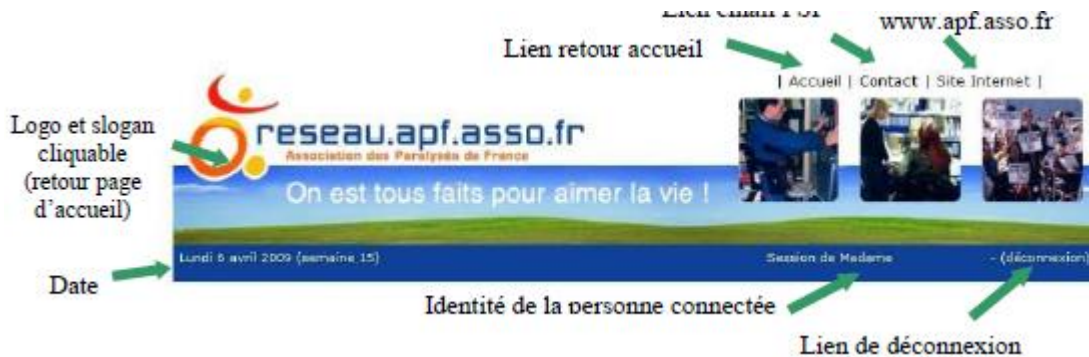 www.apf.asso.fr
Lien retour accueil
| Accueil | Contact | Site Internet |
Logo et slogan
cliquable
(retour page
d'accueil)
reseau.apf.asso.fr
Association des Paralysés de France
On est tous faits pour aimer la vie !
Lundi 6 avril 2009 (semaine 15)
Session de Madame
- (déconnexion)
Date
Identité de la personne connectée
Lien de déconnexion